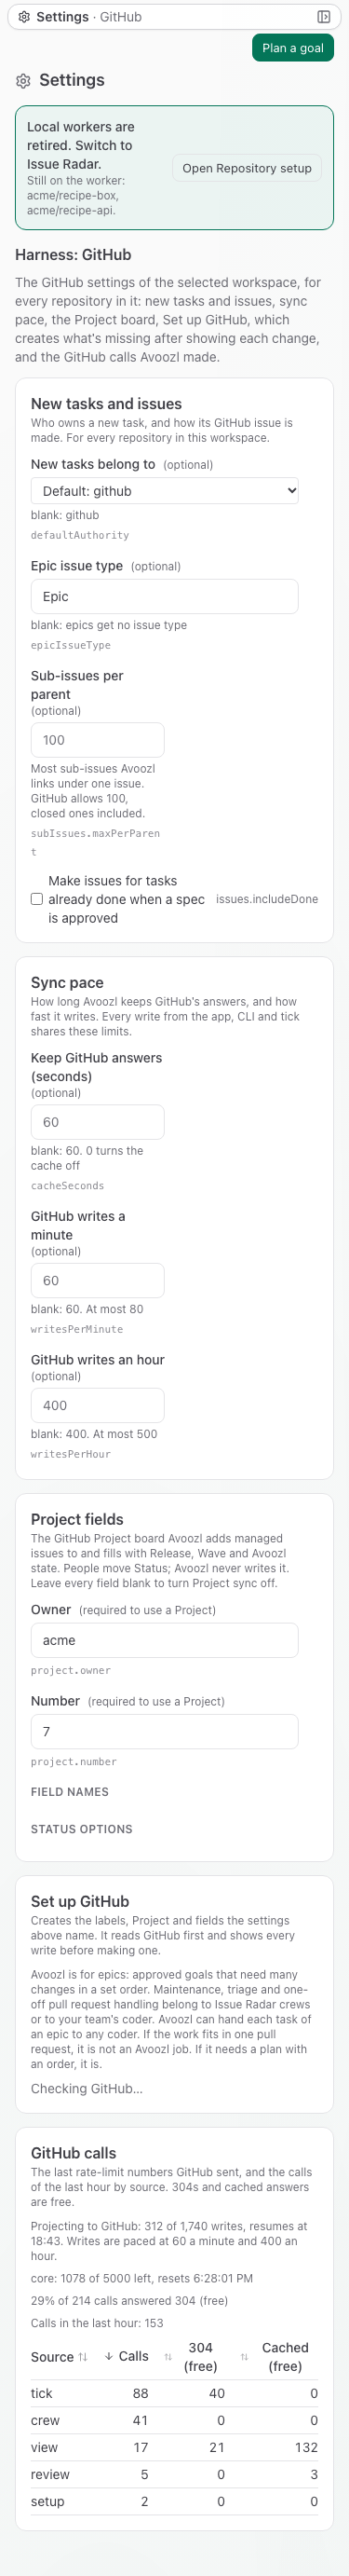 Settings · GitHub
Plan a goal
Settings
Local workers are
retired. Switch to
Issue Radar.
Still on the worker:
acme/recipe-box,
acme/recipe-api.
Open Repository setup
Harness: GitHub
The GitHub settings of the selected workspace, for
every repository in it: new tasks and issues, sync
pace, the Project board, Set up GitHub, which
creates what's missing after showing each change,
and the GitHub calls Avoozl made.
New tasks and issues
Who owns a new task, and how its GitHub issue is
made. For every repository in this workspace.
New tasks belong to (optional)
Default: github
blank: github
defaultAuthority
Epic issue type (optional)
Epic
blank: epics get no issue type
epicIssueType
Sub-issues per
parent
(optional)
100
Most sub-issues Avoozl
links under one issue.
GitHub allows 100,
closed ones included.
subIssues.maxPerParen
t
Make issues for tasks
already done when a spec
is approved
issues.includeDone
Sync pace
How long Avoozl keeps GitHub's answers, and how
fast it writes. Every write from the app, CLI and tick
shares these limits.
Keep GitHub answers
(seconds)
(optional)
60
blank: 60. 0 turns the
cache off
cacheSeconds
GitHub writes a
minute
(optional)
60
blank: 60. At most 80
writesPerMinute
GitHub writes an hour
(optional)
400
blank: 400. At most 500
writesPerHour
Project fields
The GitHub Project board Avoozl adds managed
issues to and fills with Release, Wave and Avoozl
state. People move Status; Avoozl never writes it.
Leave every field blank to turn Project sync off.
Owner (required to use a Project)
acme
project.owner
Number (required to use a Project)
7
project.number
FIELD NAMES
STATUS OPTIONS
Set up GitHub
Creates the labels, Project and fields the settings
above name. It reads GitHub first and shows every
write before making one.
Avoozl is for epics: approved goals that need many
changes in a set order. Maintenance, triage and one-
off pull request handling belong to Issue Radar crews
or to your team's coder. Avoozl can hand each task of
an epic to any coder. If the work fits in one pull
request, it is not an Avoozl job. If it needs a plan with
an order, it is.
Checking GitHub...
GitHub calls
The last rate-limit numbers GitHub sent, and the calls
of the last hour by source. 304s and cached answers
are free.
Projecting to GitHub: 312 of 1,740 writes, resumes at
18:43. Writes are paced at 60 a minute and 400 an
hour.
core: 1078 of 5000 left, resets 6:28:01 PM
29% of 214 calls answered 304 (free)
Calls in the last hour: 153
Source ↑↓ ↓ Calls ↑↓ 304 (free) ↑↓ Cached (free)
tick 88 40 0
crew 41 0 0
view 17 21 132
review 5 0 3
setup 2 0 0